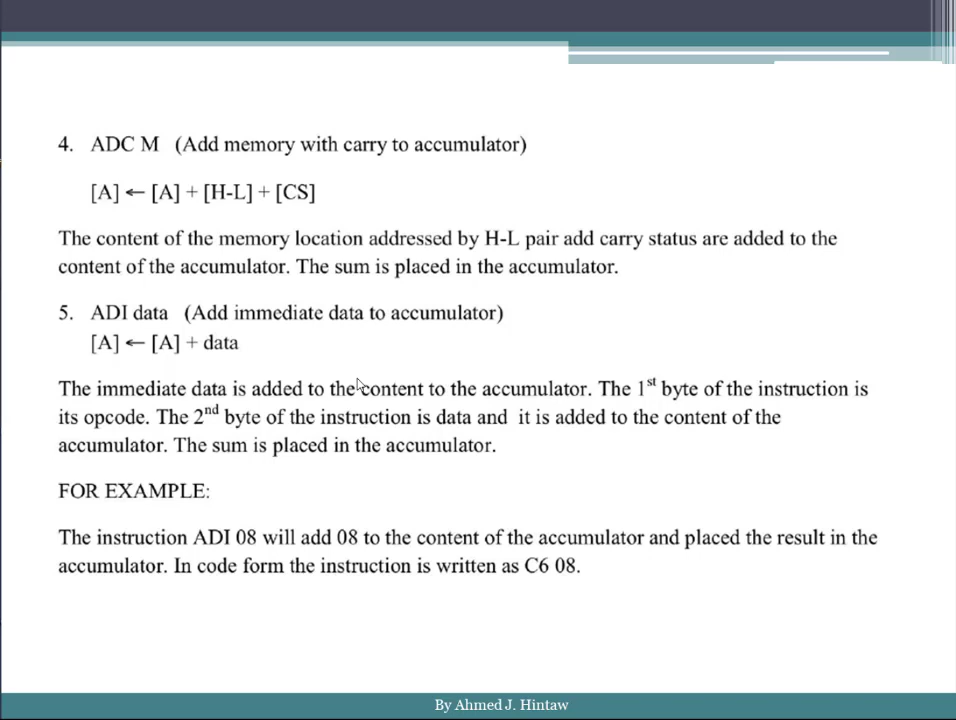 4. ADC M (Add memory with carry to accumulator)
[A] ← [A] + [H-L] + [CS]
The content of the memory location addressed by H-L pair add carry status are added to the
content of the accumulator. The sum is placed in the accumulator.
5. ADI data (Add immediate data to accumulator)
[A] ← [A] + data
The immediate data is added to the content to the accumulator. The 1st byte of the instruction is
its opcode. The 2nd byte of the instruction is data and it is added to the content of the
accumulator. The sum is placed in the accumulator.
FOR EXAMPLE:
The instruction ADI 08 will add 08 to the content of the accumulator and placed the result in the
accumulator. In code form the instruction is written as C6 08.
By Ahmed J. Hintaw